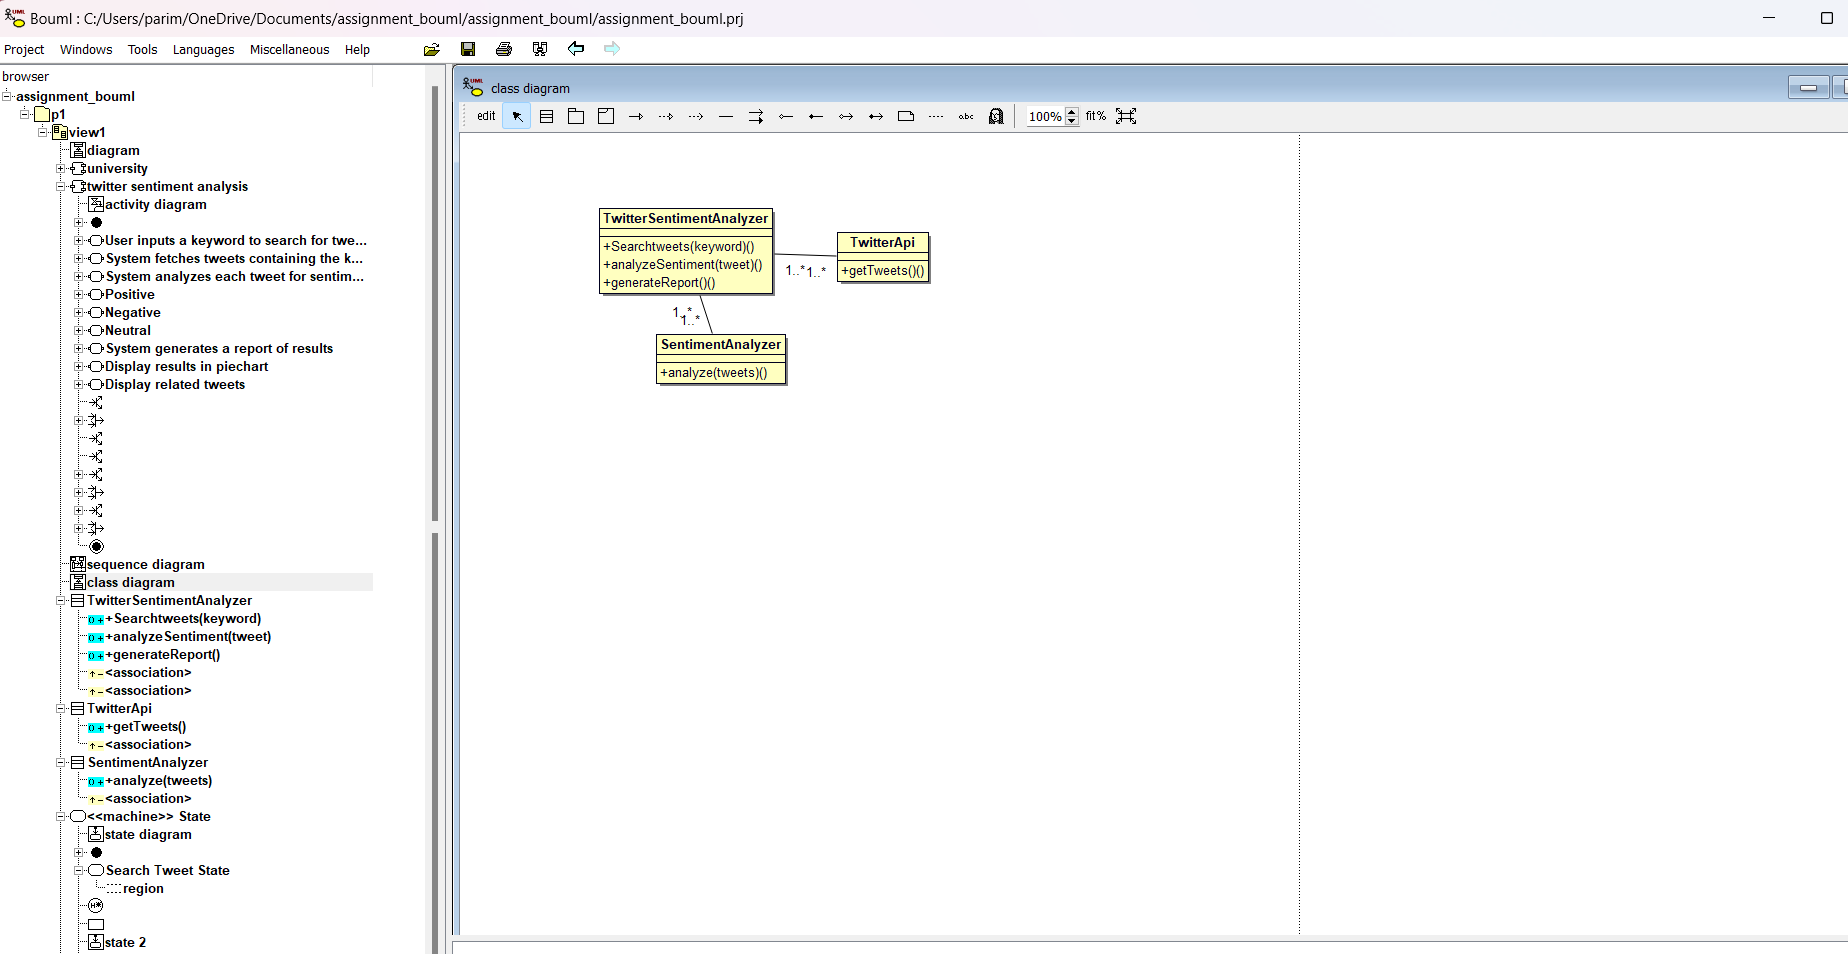 Bouml : C:/Users/parim/OneDrive/Documents/assignment_bouml/assignment_bouml/assignment_bouml.prj
Project Windows Tools Languages Miscellaneous Help
browser
assignment_bouml
p1
view1
diagram
university
twitter sentiment analysis
activity diagram
User inputs a keyword to search for twe...
System fetches tweets containing the k...
System analyzes each tweet for sentim...
Positive
Negative
Neutral
System generates a report of results
Display results in piechart
Display related tweets
sequence diagram
class diagram
TwitterSentimentAnalyzer
+Searchtweets(keyword)
+analyzeSentiment(tweet)
+generateReport()
<association>
<association>
TwitterApi
+getTweets()
<association>
SentimentAnalyzer
+analyze(tweets)
<association>
<<machine>> State
state diagram
Search Tweet State
region
state 2
class diagram
edit abc 100% fit%
TwitterSentimentAnalyzer
+Searchtweets(keyword)()
+analyzeSentiment(tweet)()
+generateReport()()
1..* 1..*
TwitterApi
+getTweets()()
1..*
1..*
SentimentAnalyzer
+analyze(tweets)()